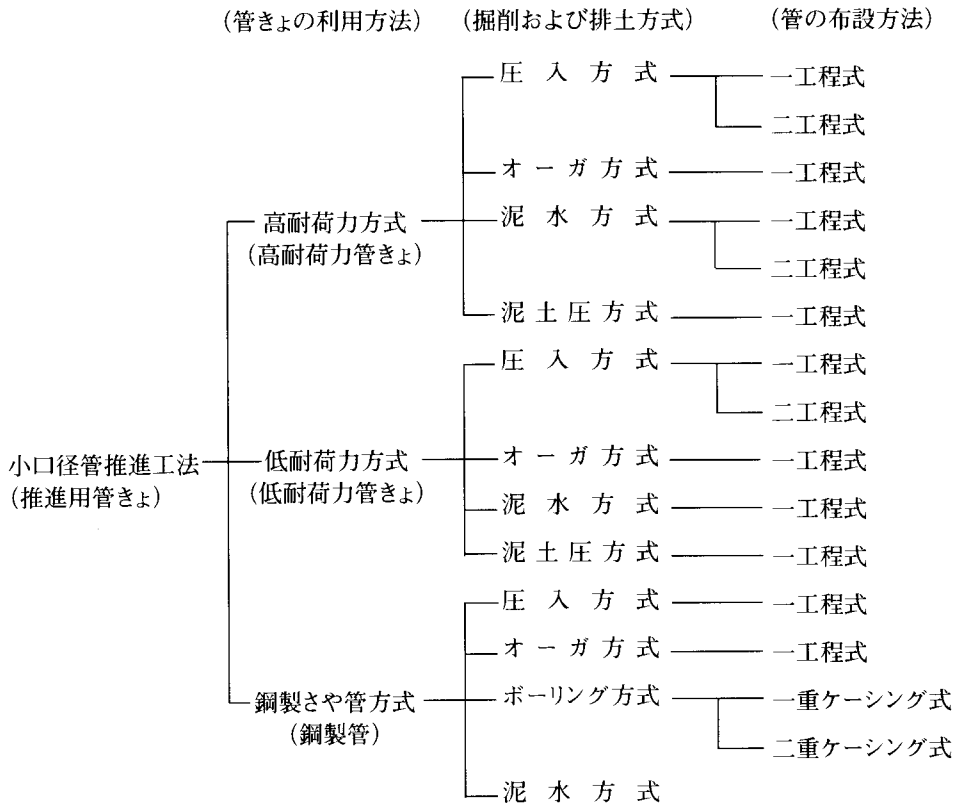 (管きょの利用方法) (掘削および排土方式) (管の布設方法)
圧入方式 一工程式
二工程式
オーガ方式 一工程式
高耐荷力方式 泥水方式 一工程式
(高耐荷力管きょ) 二工程式
泥土圧方式 一工程式
圧入方式 一工程式
二工程式
小口径管推進工法 低耐荷力方式 オーガ方式 一工程式
(推進用管きょ) (低耐荷力管きょ) 泥水方式 一工程式
泥土圧方式 一工程式
圧入方式 一工程式
オーガ方式 一工程式
鋼製さや管方式 ボーリング方式 一重ケーシング式
(鋼製管) 二重ケーシング式
泥水方式